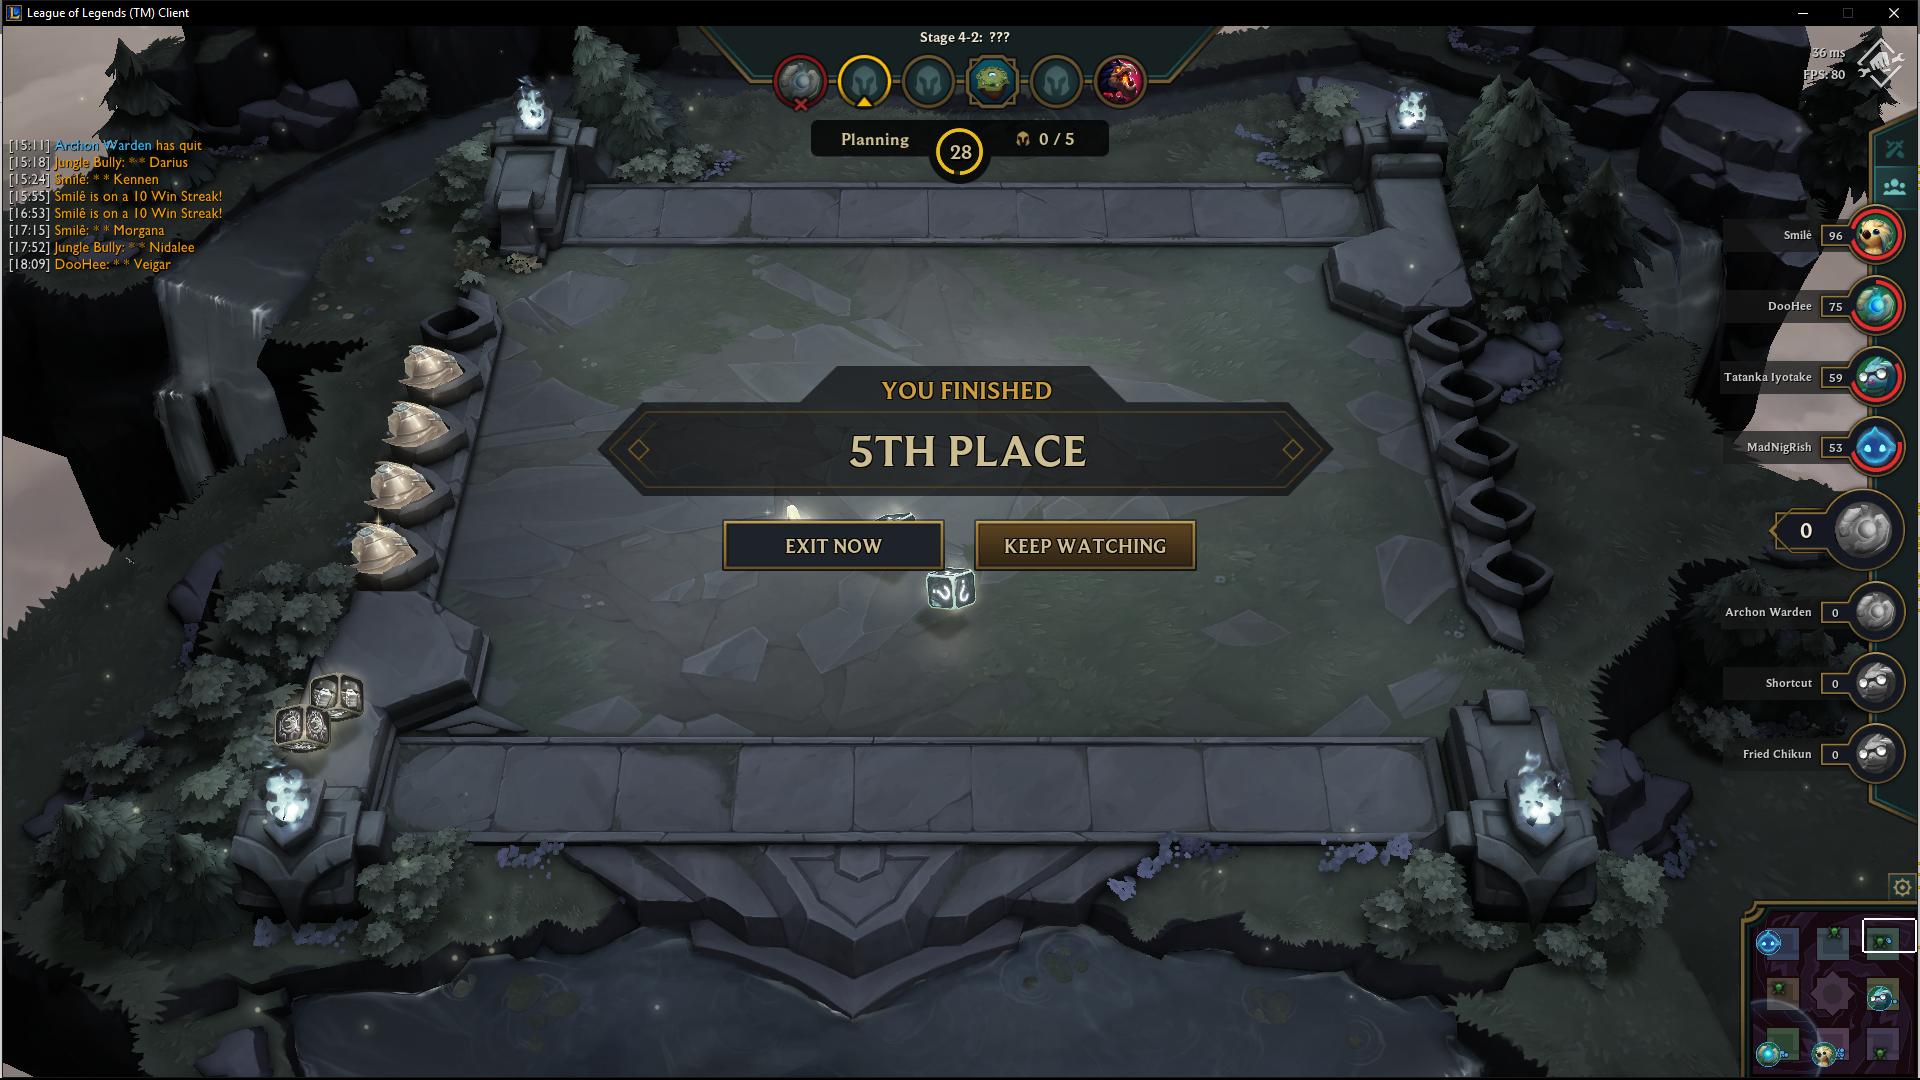 League of Legends (TM) Client
Stage 4-2: ???
36 ms
FPS: 80
Planning
28
0 / 5
[15:11] Archon Warden has quit
[15:18] Jungle Bully: * * Darius
[15:24] Smilê: * * Kennen
[15:55] Smilê is on a 10 Win Streak!
[16:53] Smilê is on a 10 Win Streak!
[17:15] Smilê: * * Morgana
[17:52] Jungle Bully: * * Nidalee
[18:09] DooHee: * * Veigar
Smilê 96
DooHee 75
Tatanka Iyotake 59
MadNigRish 53
0
Archon Warden 0
Shortcut 0
Fried Chikun 0
YOU FINISHED
5TH PLACE
EXIT NOW
KEEP WATCHING